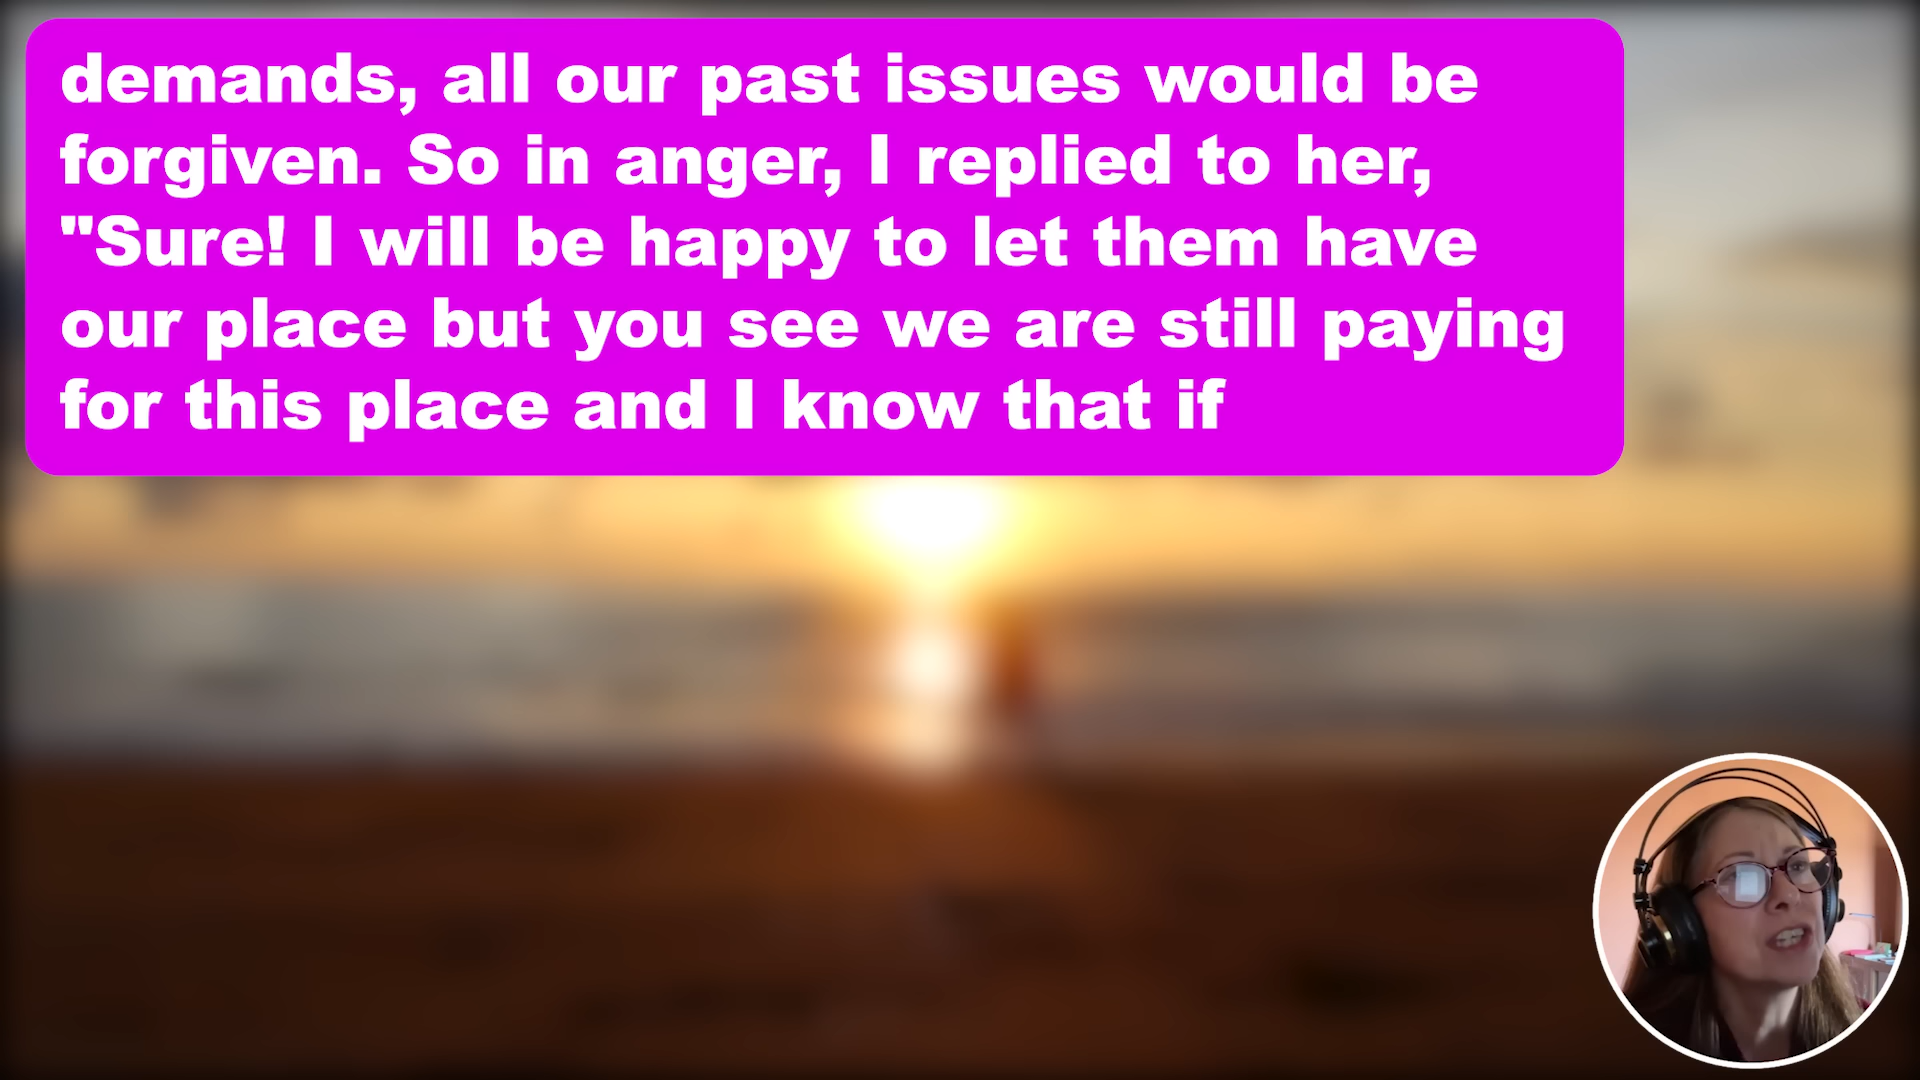 demands, all our past issues would be
forgiven. So in anger, I replied to her,
"Sure! I will be happy to let them have
our place but you see we are still paying
for this place and I know that if